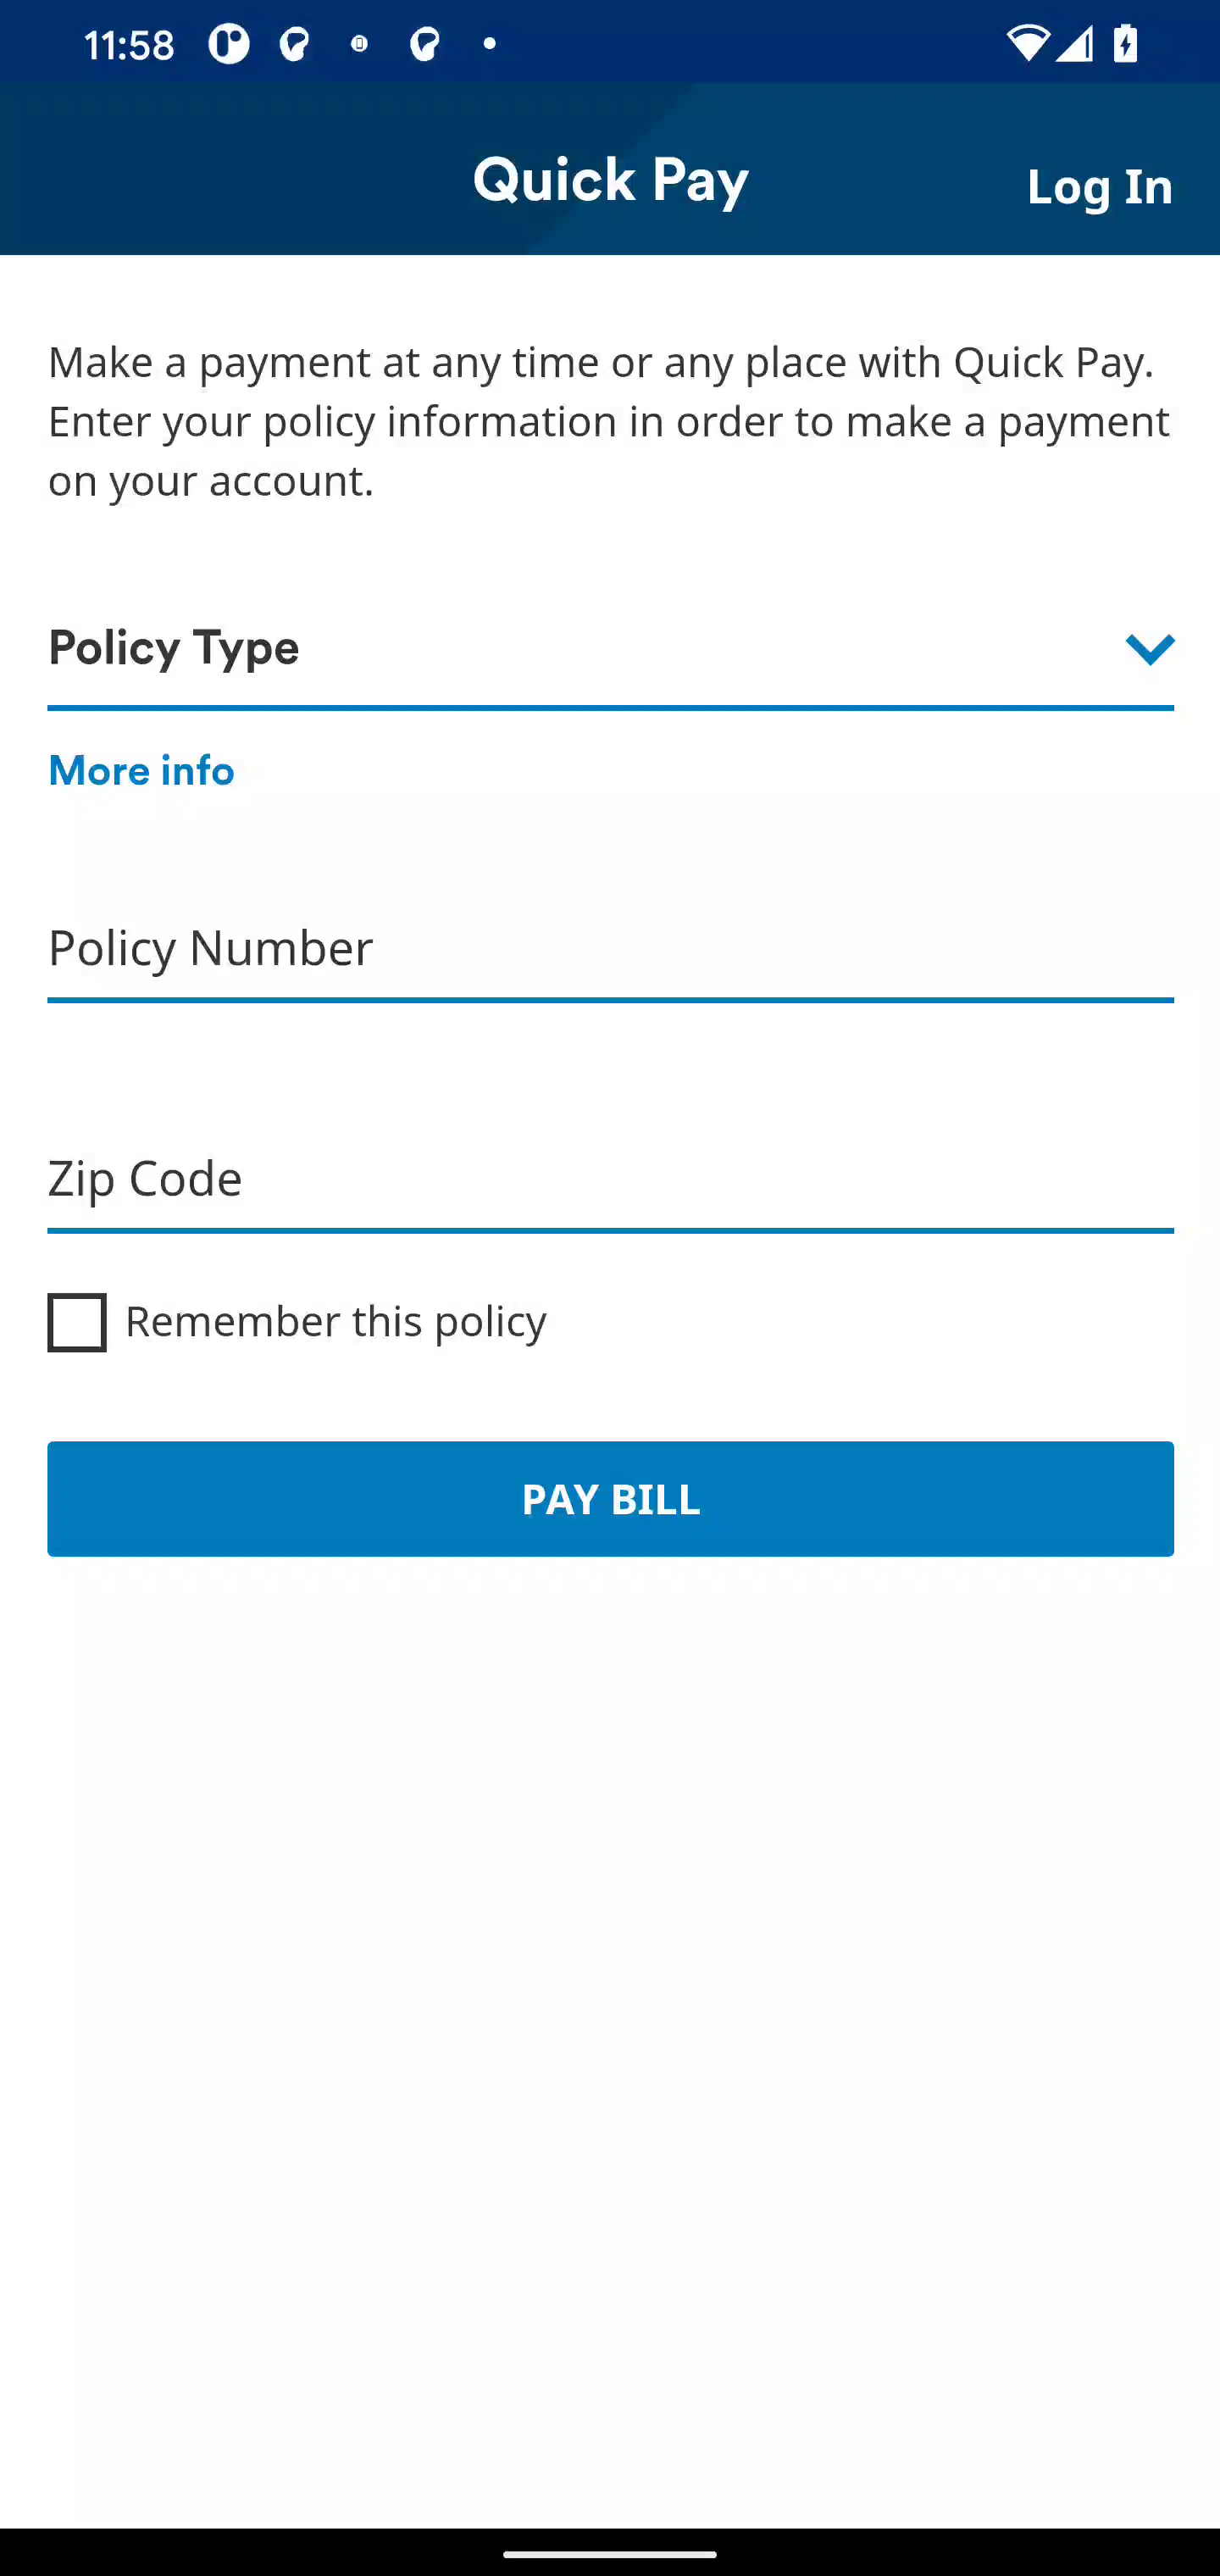 11:58
Quick Pay
Log In
Make a payment at any time or any place with Quick Pay.
Enter your policy information in order to make a payment
on your account.
Policy Type
More info
Policy Number
Zip Code
Remember this policy
PAY BILL